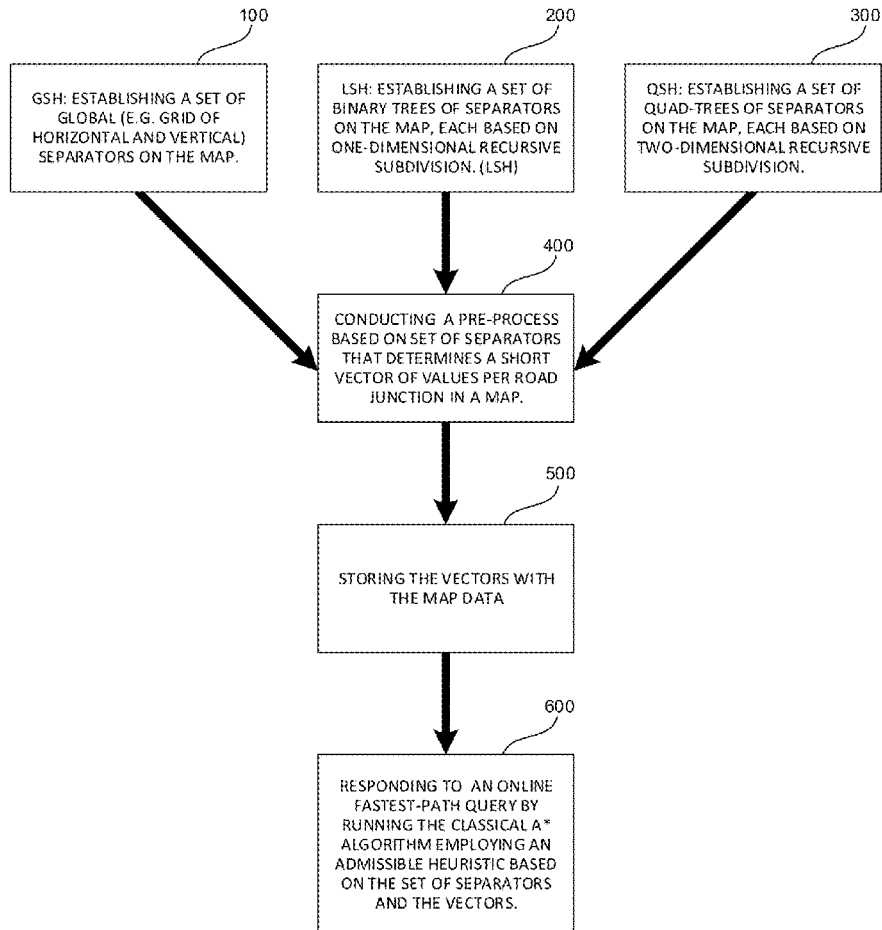 100
200
300
GSH: ESTABLISHING A SET OF
GLOBAL (E.G. GRID OF
HORIZONTAL AND VERTICAL)
SEPARATORS ON THE MAP.
LSH: ESTABLISHING A SET OF
BINARY TREES OF SEPARATORS
ON THE MAP, EACH BASED ON
ONE-DIMENSIONAL RECURSIVE
SUBDIVISION. (LSH)
QSH: ESTABLISHING A SET OF
QUAD-TREES OF SEPARATORS
ON THE MAP, EACH BASED ON
TWO-DIMENSIONAL RECURSIVE
SUBDIVISION.
400
CONDUCTING A PRE-PROCESS
BASED ON SET OF SEPARATORS
THAT DETERMINES A SHORT
VECTOR OF VALUES PER ROAD
JUNCTION IN A MAP.
500
STORING THE VECTORS WITH
THE MAP DATA
600
RESPONDING TO AN ONLINE
FASTEST-PATH QUERY BY
RUNNING THE CLASSICAL A*
ALGORITHM EMPLOYING AN
ADMISSIBLE HEURISTIC BASED
ON THE SET OF SEPARATORS
AND THE VECTORS.